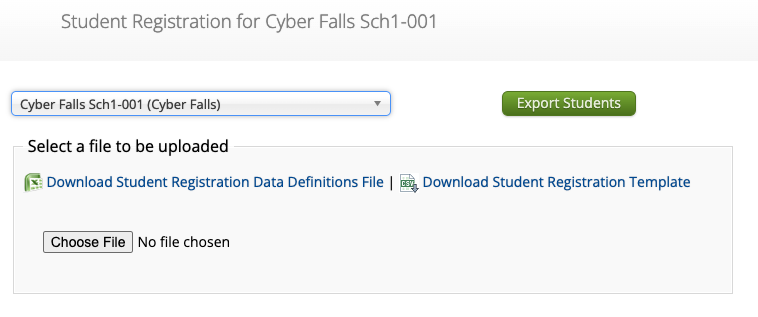 Student Registration for Cyber Falls Sch1-001
Cyber Falls Sch1-001 (Cyber Falls)
Export Students
Select a file to be uploaded
Download Student Registration Data Definitions File | Download Student Registration Template
Choose File No file chosen